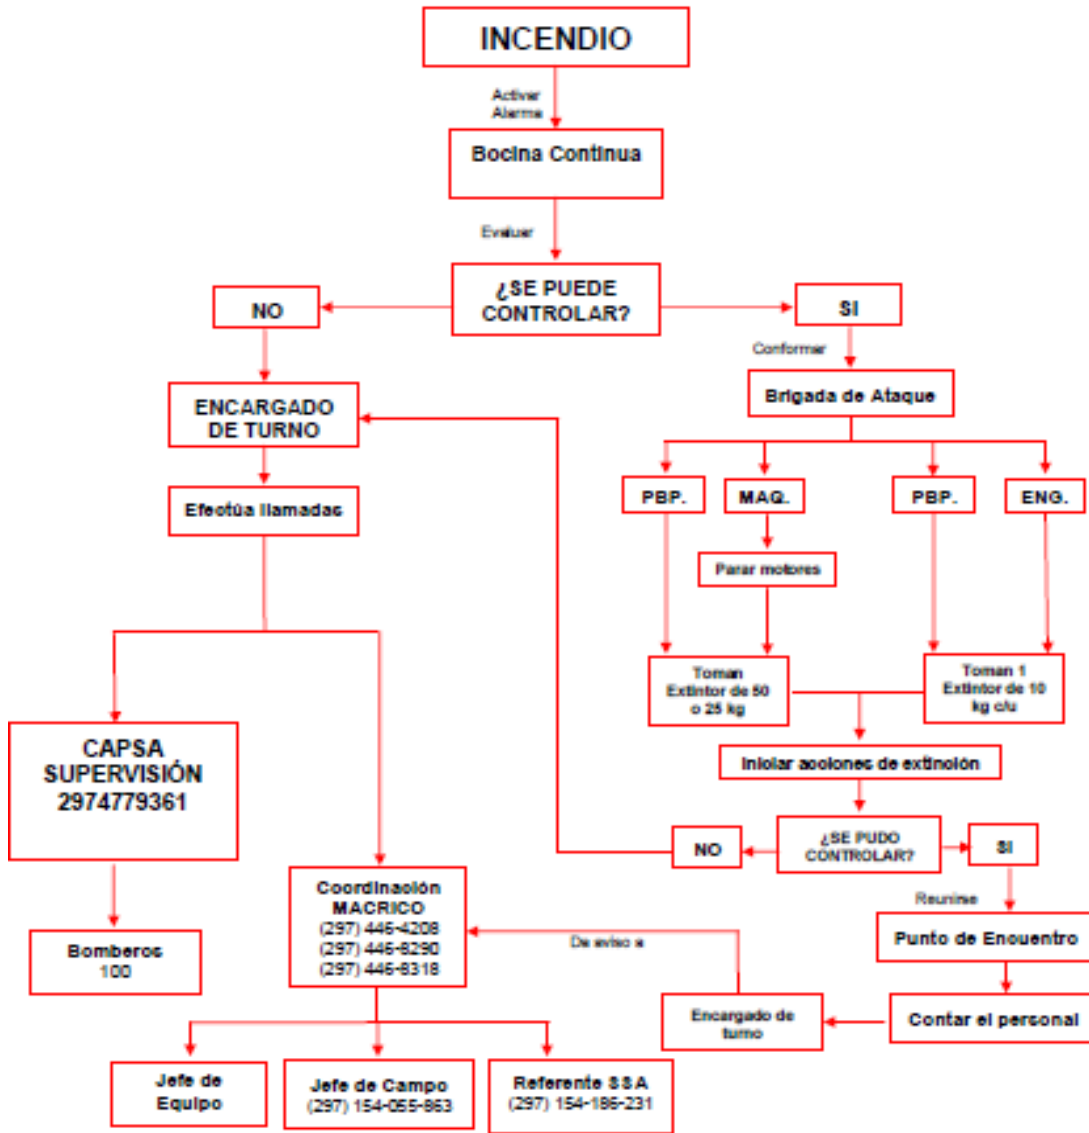 INCENDIO
Activar
Alarma
Bocina Continua
Evaluar
¿SE PUEDE
CONTROLAR?
NO
SI
Conformar
ENCARGADO
DE TURNO
Brigada de Ataque
Efectúa llamadas
PBP.
MAQ.
PBP.
ENG.
Parar motores
Toman
Extintor de 50
o 25 kg
Toman 1
Extintor de 10
kg c/u
CAPSA
SUPERVISIÓN
2974779361
Iniciar acciones de extinción
¿SE PUDO
CONTROLAR?
NO
SI
Reunirse
Coordinación
MACRICO
(297) 446-4208
(297) 446-8290
(297) 446-8318
Bomberos
100
Da aviso a
Punto de Encuentro
Encargado de
turno
Contar el personal
Jefe de
Equipo
Jefe de Campo
(297) 154-055-863
Referente SSA
(297) 154-186-231